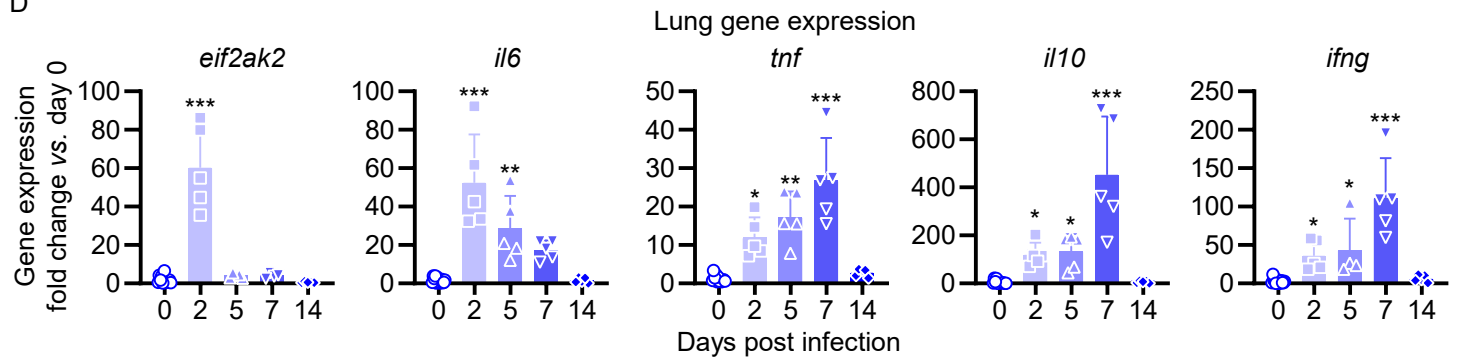 D
Lung gene expression
eif2ak2
il6
tnf
il10
ifng
Gene expression
fold change vs. day 0
100
80
60
40
20
0
***
0 2 5 7 14
100
80
60
40
20
0
***
**
0 2 5 7 14
50
40
30
20
10
0
*
**
***
0 2 5 7 14
800
600
400
200
0
*
*
***
0 2 5 7 14
250
200
150
100
50
0
*
*
***
0 2 5 7 14
Days post infection